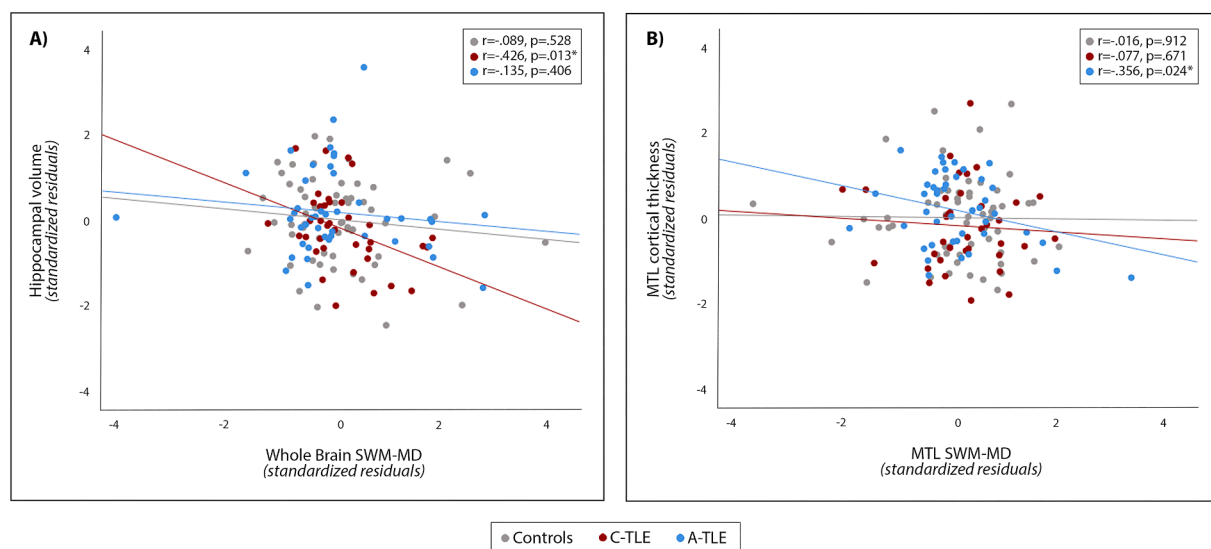 A)
r=-.089, p=.528
r=-.426, p=.013*
r=-.135, p=.406
4
2
0
-2
-4
Hippocampal volume
(standardized residuals)
-4
-2
0
2
4
Whole Brain SWM-MD
(standardized residuals)
B)
r=-.016, p=.912
r=-.077, p=.671
r=-.356, p=.024*
4
2
0
-2
-4
MTL cortical thickness
(standardized residuals)
-4
-2
0
2
4
MTL SWM-MD
(standardized residuals)
Controls C-TLE A-TLE